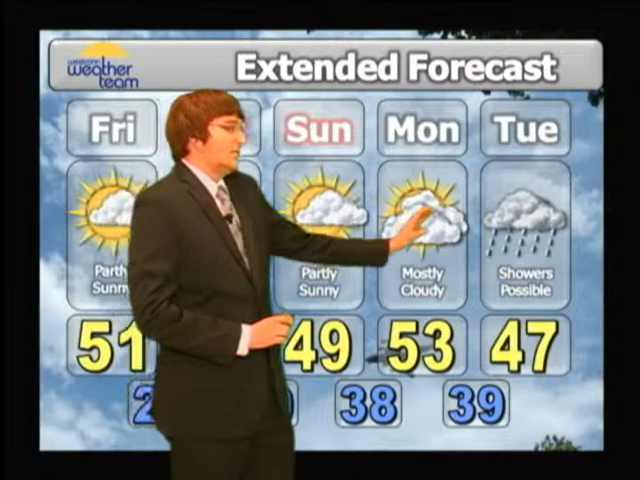 weather
team
Extended Forecast
Fri
Sun
Mon
Tue
Partly
Sunny
Partly
Sunny
Mostly
Cloudy
Showers
Possible
51
49
53
47
38
39